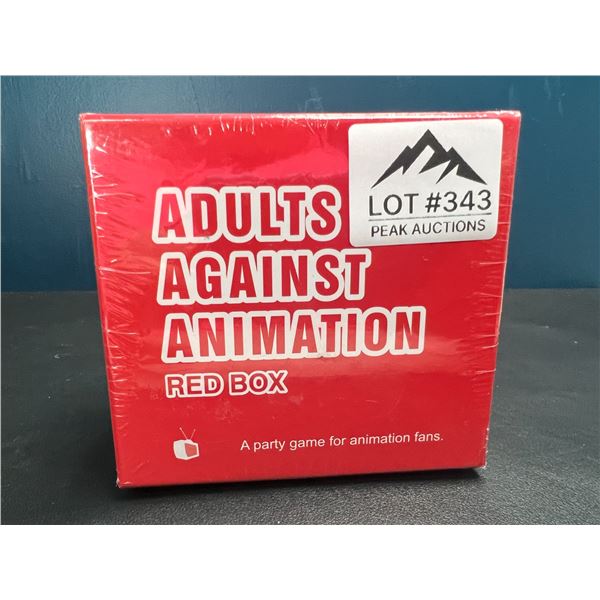 LOT #343
PEAK AUCTIONS
ADULTS
AGAINST
ANIMATION
RED BOX
A party game for animation fans.